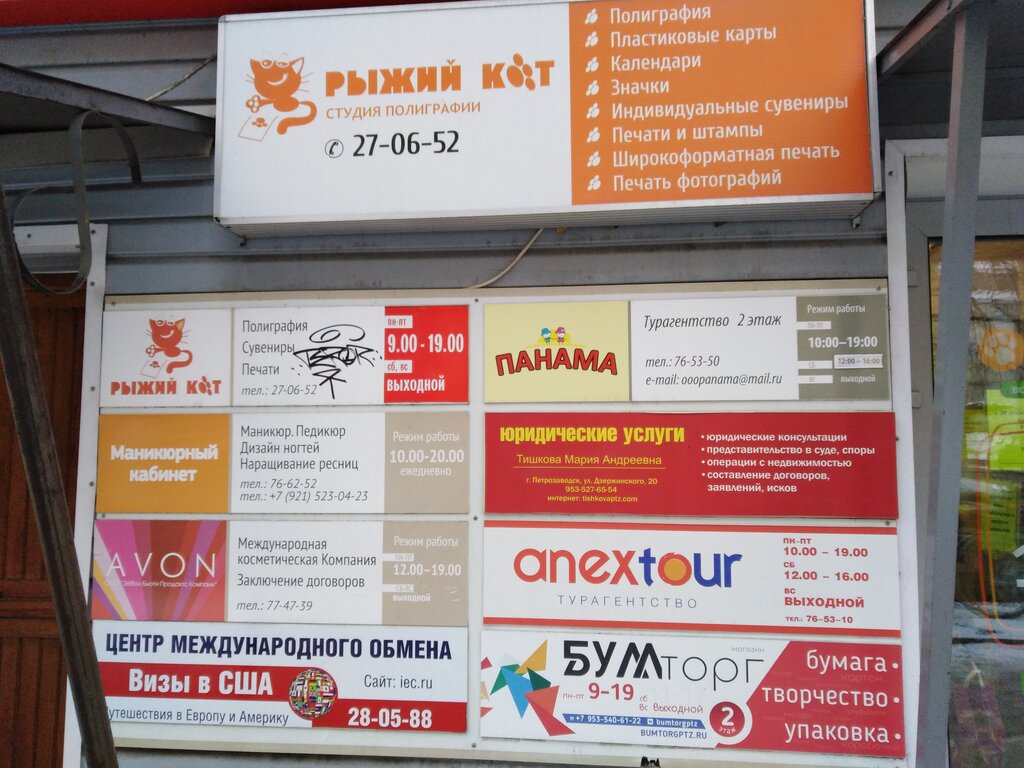 РЫЖИЙ КОТ
СТУДИЯ ПОЛИГРАФИИ
27-06-52
Полиграфия
Пластиковые карты
Календари
Значки
Индивидуальные сувениры
Печати и штампы
Широкоформатная печать
Печать фотографий
РЫЖИЙ КОТ
Полиграфия
Сувениры
Печати
тел.: 27-06-52
пн-пт
9.00 - 19.00
сб, вс
выходной
Маникюрный
кабинет
Маникюр. Педикюр
Дизайн ногтей
Наращивание ресниц
тел.: 76-62-52
тел.: +7 (921) 523-04-23
Режим работы
10.00-20.00
ежедневно
AVON
Международная
косметическая Компания
Заключение договоров
тел.: 77-47-39
Режим работы
пн-пт
12.00–19.00
сб-вс
выходной
ЦЕНТР МЕЖДУНАРОДНОГО ОБМЕНА
Визы в США
Сайт: iec.ru
утешествия в Европу и Америку
28-05-88
ПАНАМА
Турагентство 2 этаж
тел.: 76-53-50
e-mail: ooopanama@mail.ru
Режим работы
пн-пт
10:00–19:00
сб
12:00 - 16:00
вс
выходной
юридические услуги
Тишкова Мария Андреевна
г. Петрозаводск, ул. Дзержинского, 20
953-527-65-54
интернет: tishkovaptz.com
• юридические консультации
• представительство в суде, споры
• операции с недвижимостью
• составление договоров,
заявлений, исков
anextour
ТУРАГЕНТСТВО
пн-пт
10.00 - 19.00
сб
12.00 - 16.00
вс
выходной
тел.: 76-53-10
магазин
БУМторг
пн-пт 9-19 сб вс выходной
+7 953-540-61-22 bumtorgptz
BUMTORGPTZ.RU
2
этаж
бумага •
картон
творчество •
упаковка •
коробочки